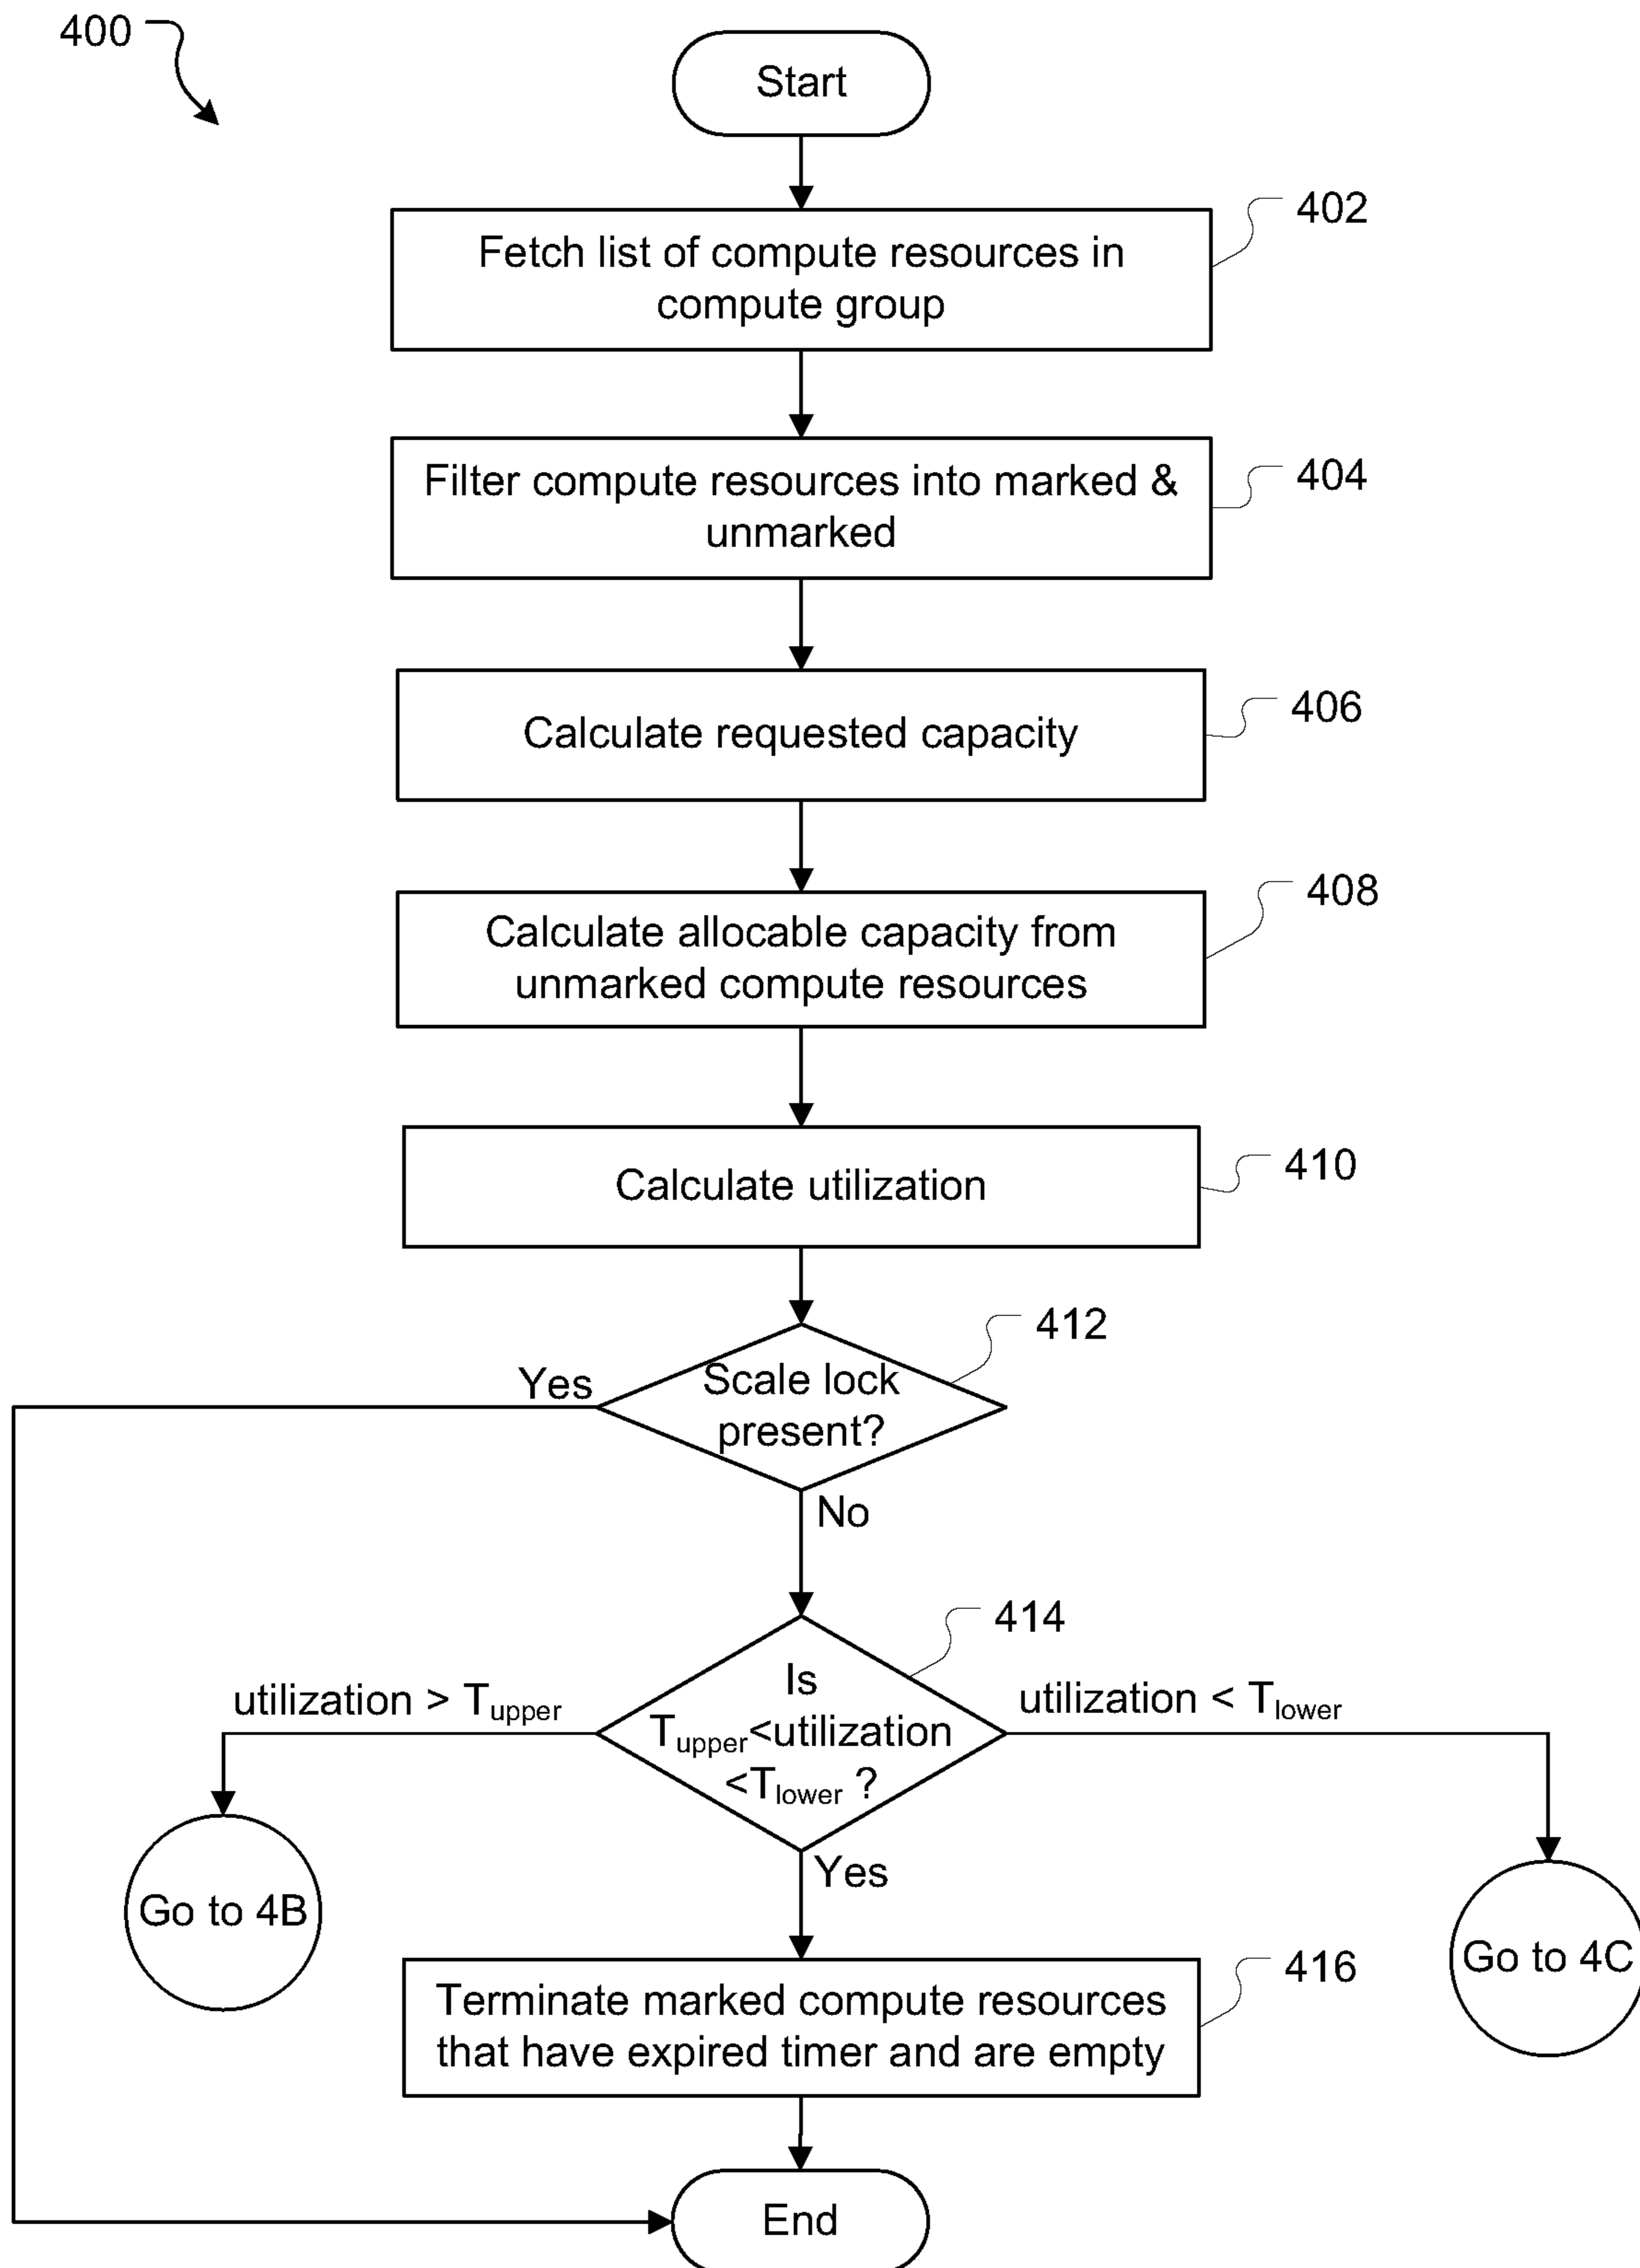 400
Start
402
Fetch list of compute resources in
compute group
404
Filter compute resources into marked &
unmarked
406
Calculate requested capacity
408
Calculate allocable capacity from
unmarked compute resources
410
Calculate utilization
412
Scale lock
present?
Yes
No
414
Is
Tupper<utilization
<Tlower ?
utilization > Tupper
utilization < Tlower
Yes
Go to 4B
Go to 4C
416
Terminate marked compute resources
that have expired timer and are empty
End